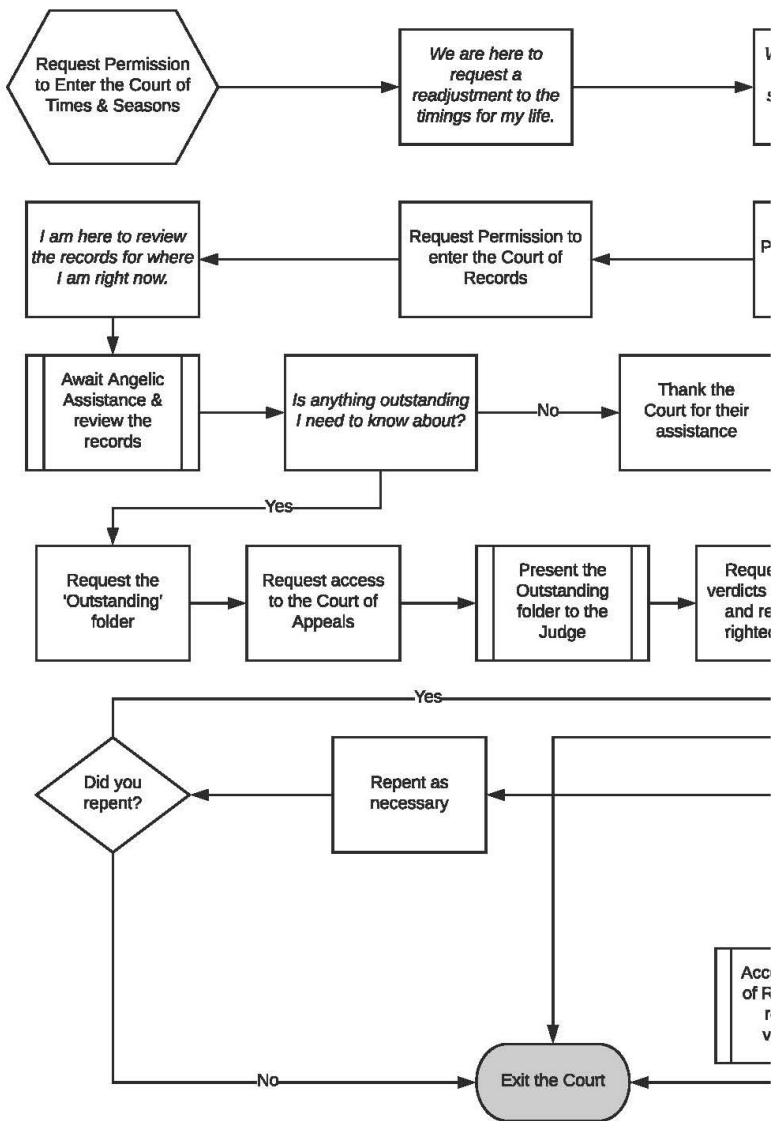 Request Permission
to Enter the Court of
Times & Seasons
We are here to
request a
readjustment to the
timings for my life.
I am here to review
the records for where
I am right now.
Request Permission to
enter the Court of
Records
Await Angelic
Assistance &
review the
records
Is anything outstanding
I need to know about?
No
Thank the
Court for their
assistance
Yes
Request the
'Outstanding'
folder
Request access
to the Court of
Appeals
Present the
Outstanding
folder to the
Judge
verdicts
and
Yes
Did you
repent?
Repent as
necessary
of
No
Exit the Court